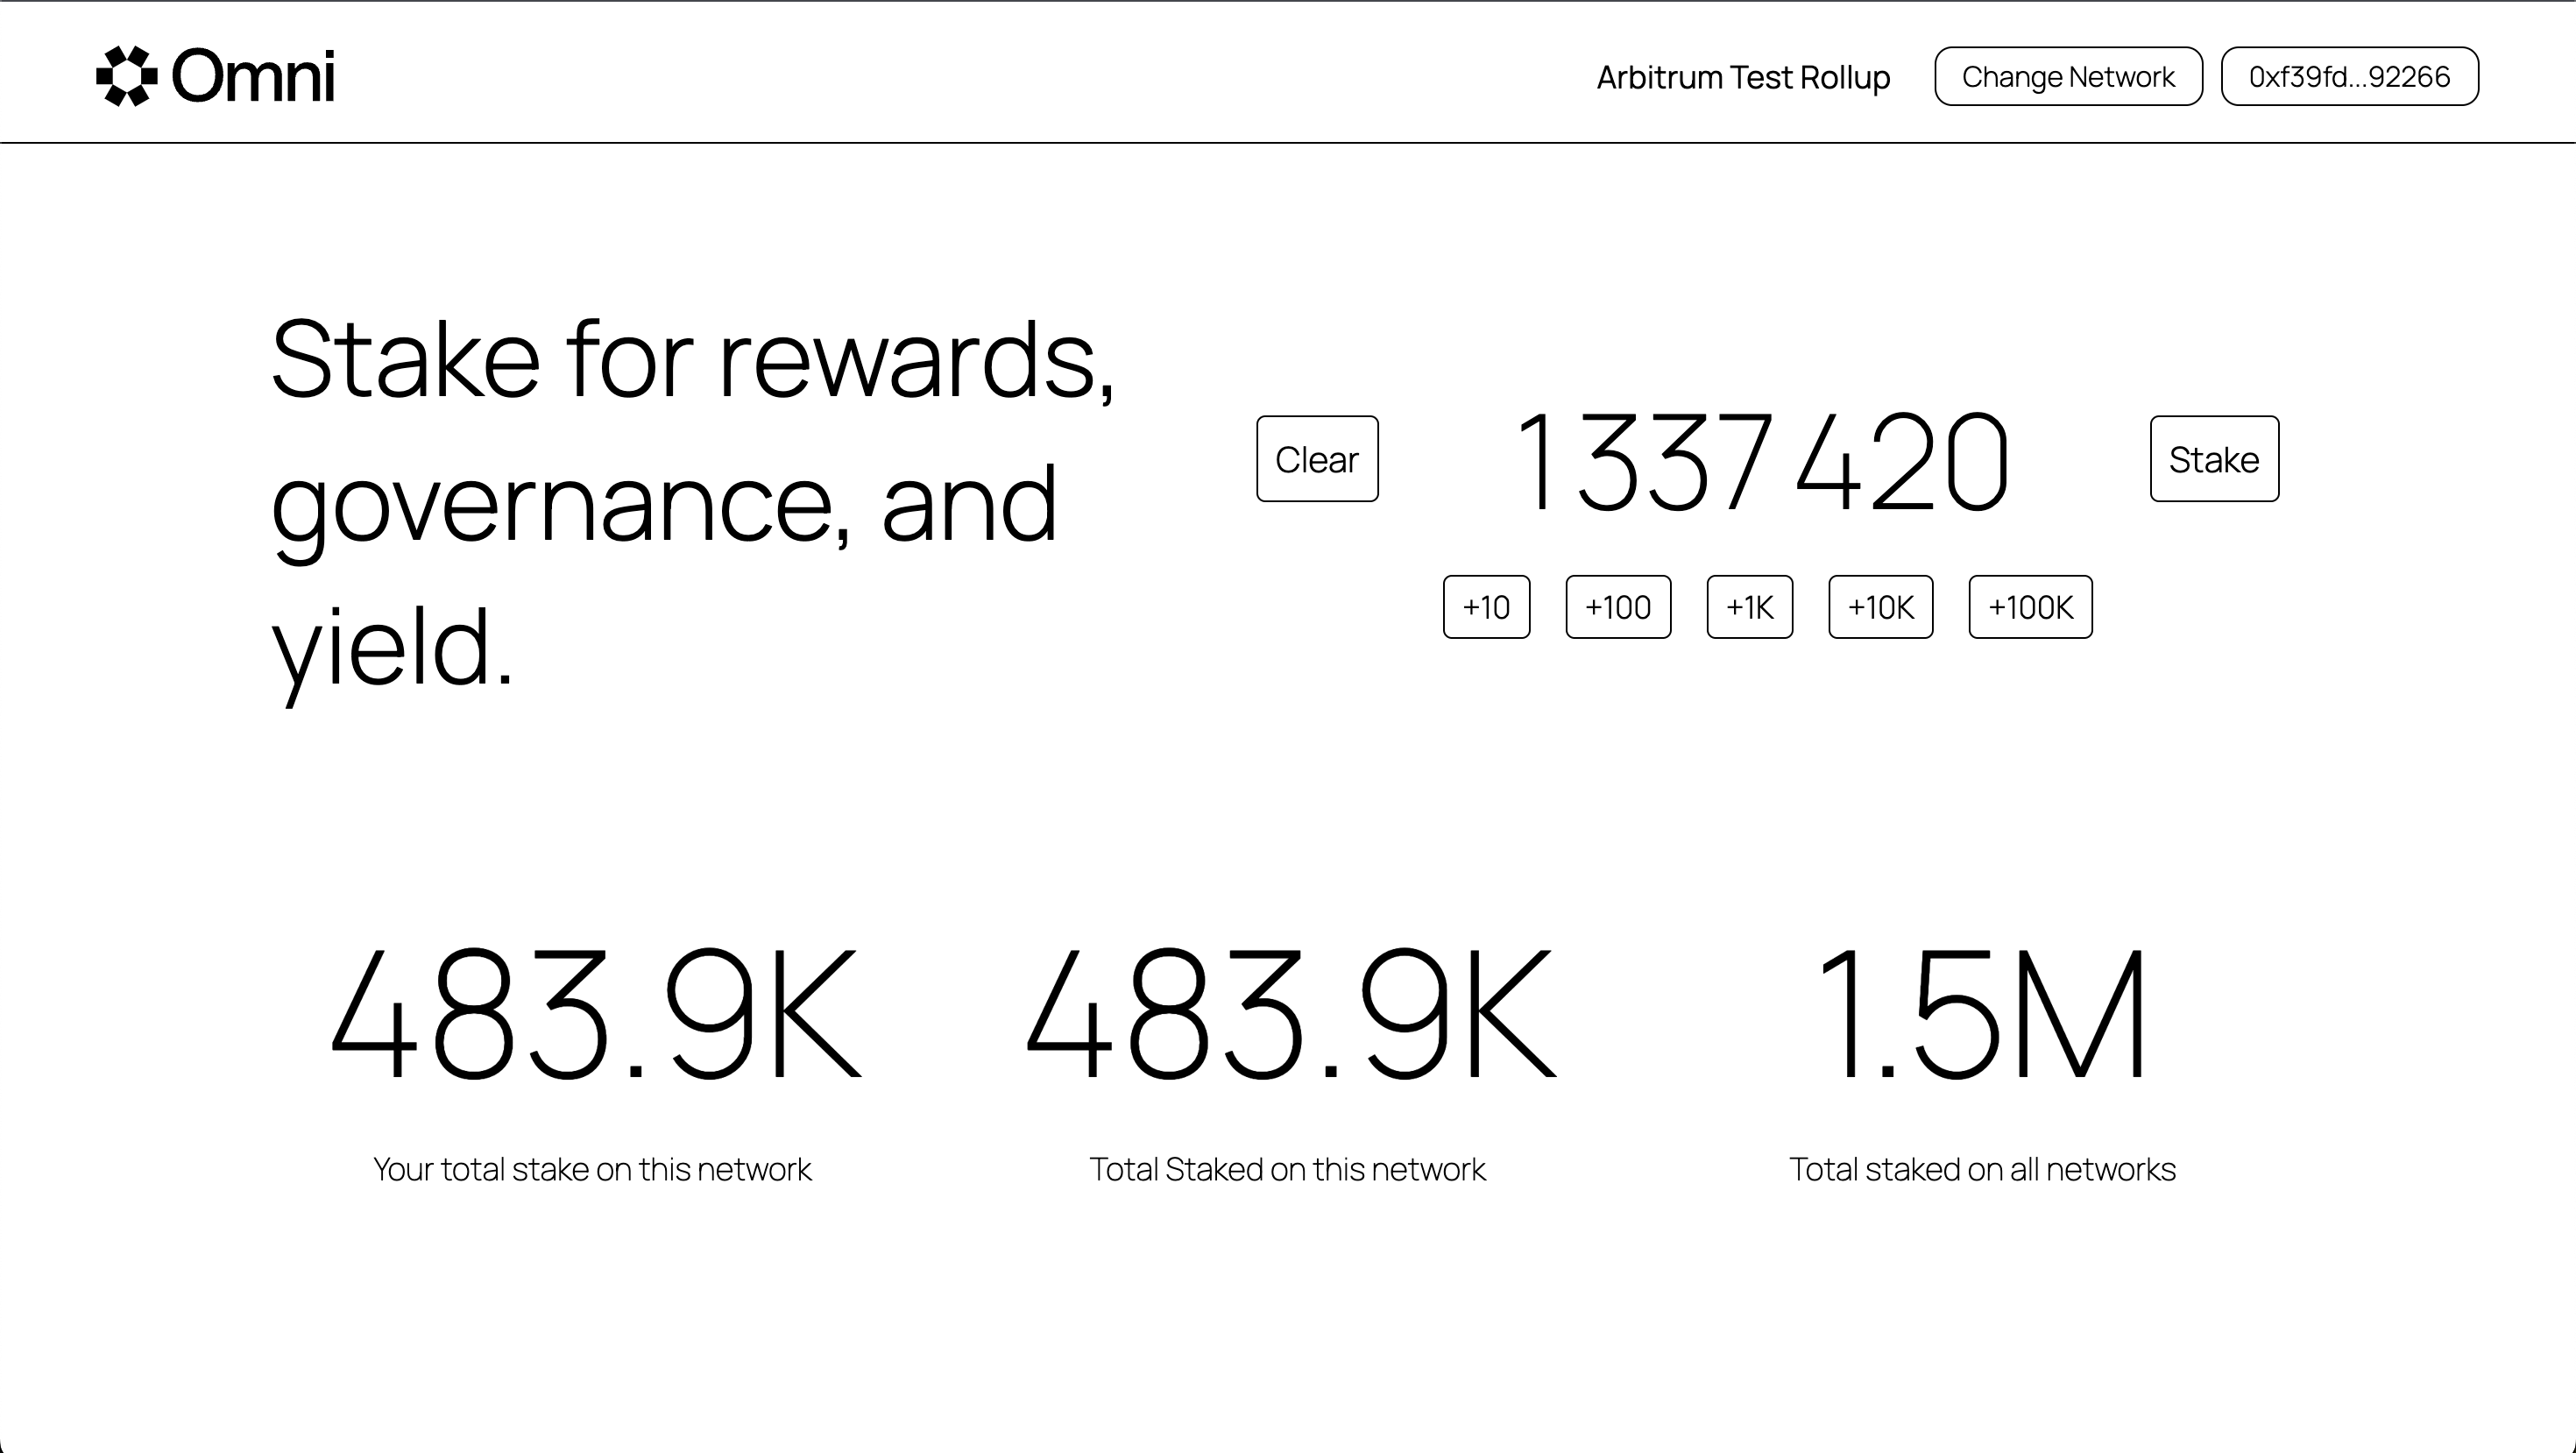 Omni
Arbitrum Test Rollup
Change Network
0xf39fd...92266
Stake for rewards,
governance, and
yield.
Clear
1337420
Stake
+10
+100
+1K
+10K
+100K
483.9K
483.9K
1.5M
Your total stake on this network
Total Staked on this network
Total staked on all networks